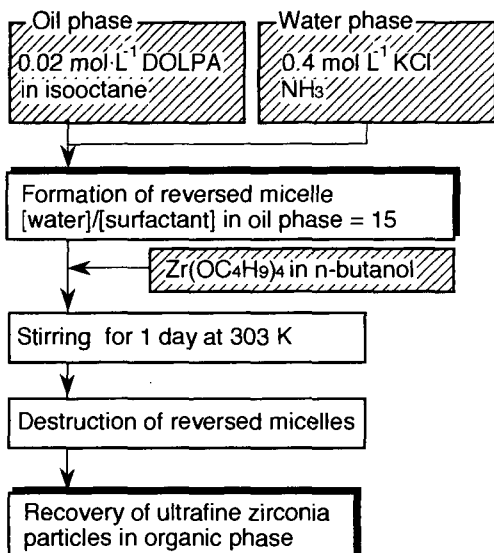 Oil phase
0.02 mol·L⁻¹ DOLPA
in isooctane
Water phase
0.4 mol L⁻¹ KCl
NH₃
Formation of reversed micelle
[water]/[surfactant] in oil phase = 15
Zr(OC₄H₉)₄ in n-butanol
Stirring for 1 day at 303 K
Destruction of reversed micelles
Recovery of ultrafine zirconia
particles in organic phase